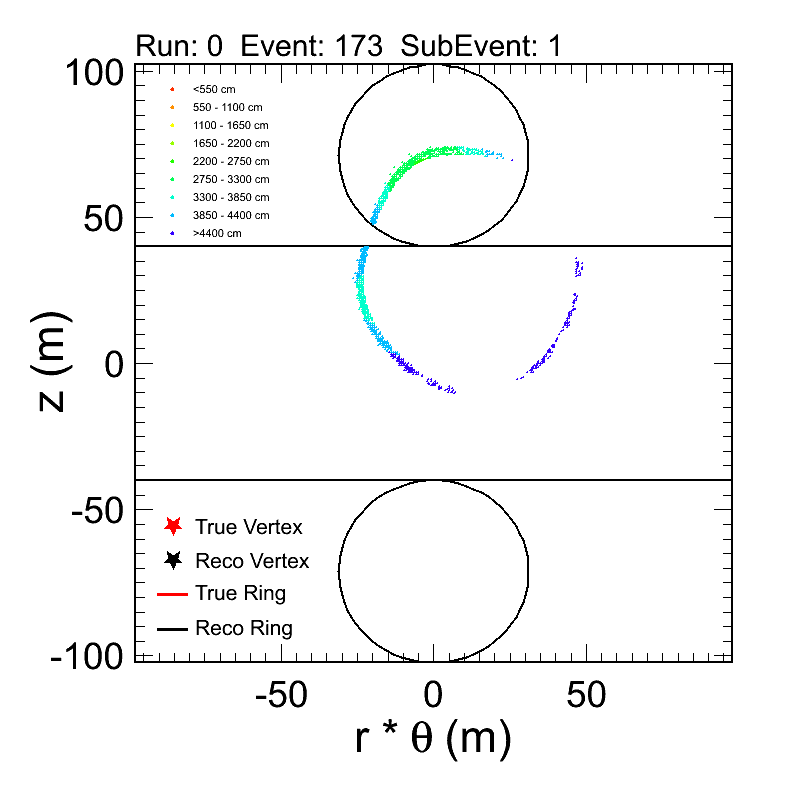 Run: 0  Event: 173  SubEvent: 1
100
<550 cm
550 - 1100 cm
1100 - 1650 cm
1650 - 2200 cm
2200 - 2750 cm
2750 - 3300 cm
3300 - 3850 cm
3850 - 4400 cm
>4400 cm
50
z (m)
0
-50
True Vertex
Reco Vertex
True Ring
Reco Ring
-100
-50 0 50
r * θ (m)